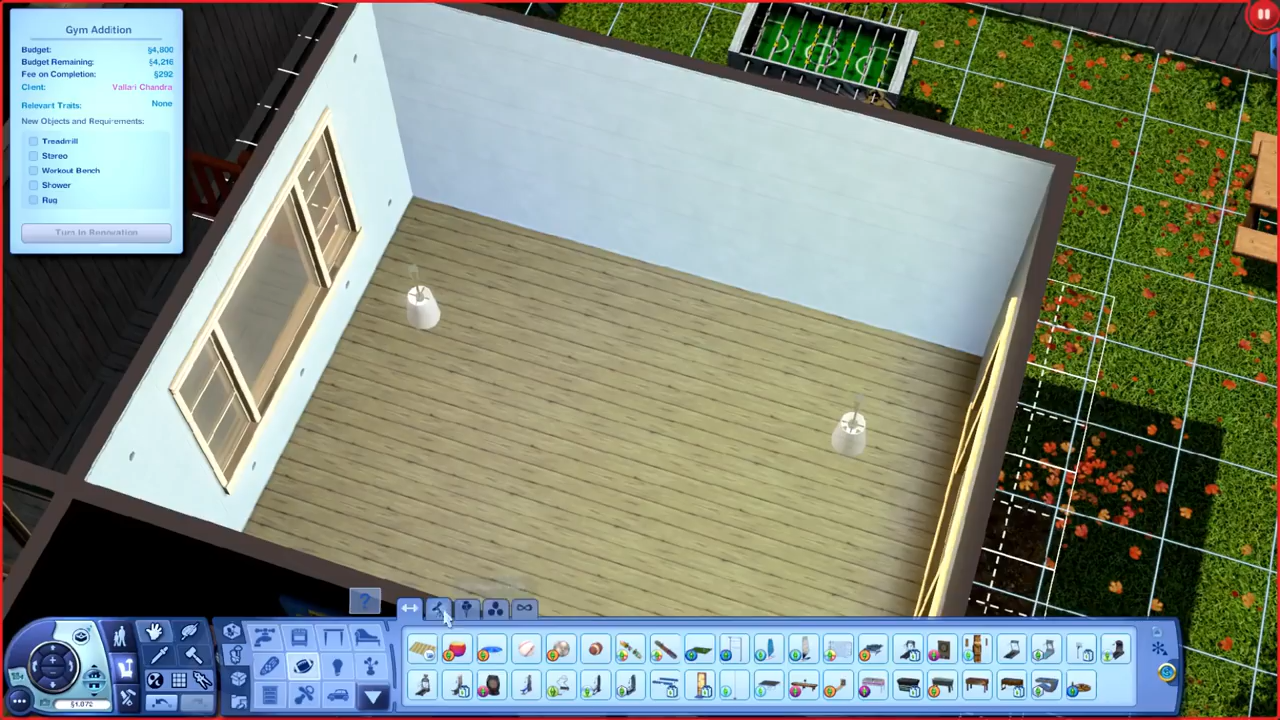 Gym Addition
Budget: §4,800
Budget Remaining: §4,216
Fee on Completion: §292
Client: Vallari Chandra
Relevant Traits: None
New Objects and Requirements:
Treadmill
Stereo
Workout Bench
Shower
Rug
Turn In Renovation
?
§1,072